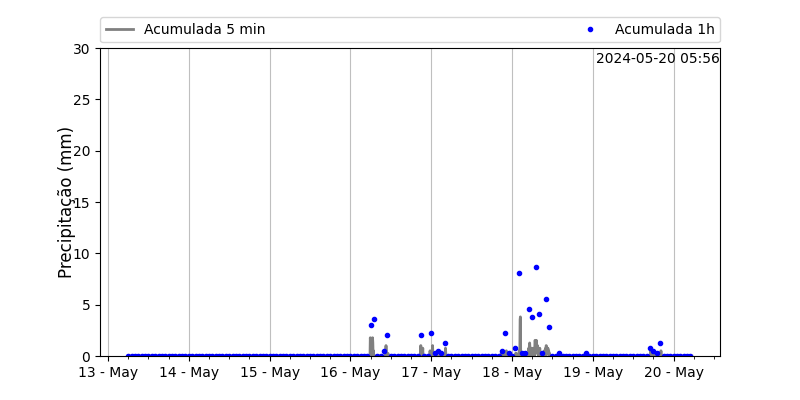 Acumulada 5 min
Acumulada 1h
2024-05-20 05:56
Precipitação (mm)
30
25
20
15
10
5
0
13 - May
14 - May
15 - May
16 - May
17 - May
18 - May
19 - May
20 - May